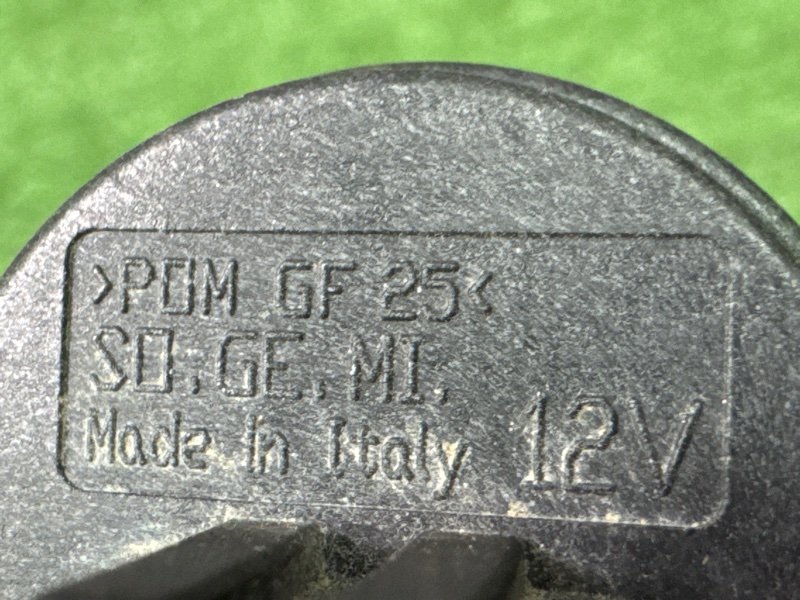 >POM GF 25<
SO.GE.MI.
Made In Italy 12V